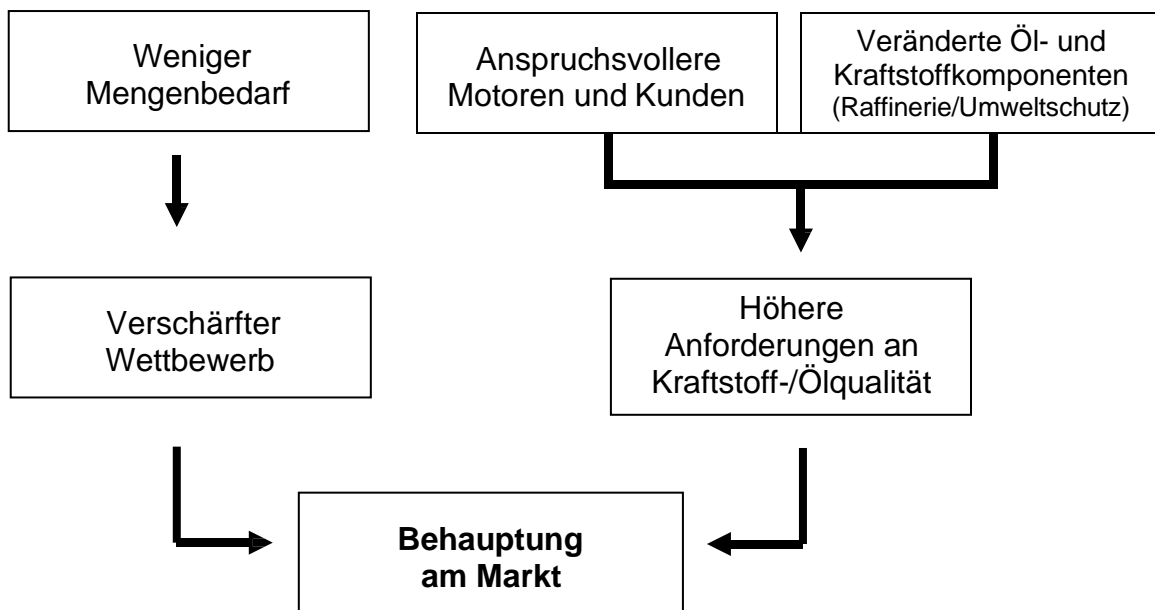 Weniger
Mengenbedarf
Anspruchsvollere
Motoren und Kunden
Veränderte Öl- und
Kraftstoffkomponenten
(Raffinerie/Umweltschutz)
Verschärfter
Wettbewerb
Höhere
Anforderungen an
Kraftstoff-/Ölqualität
Behauptung
am Markt